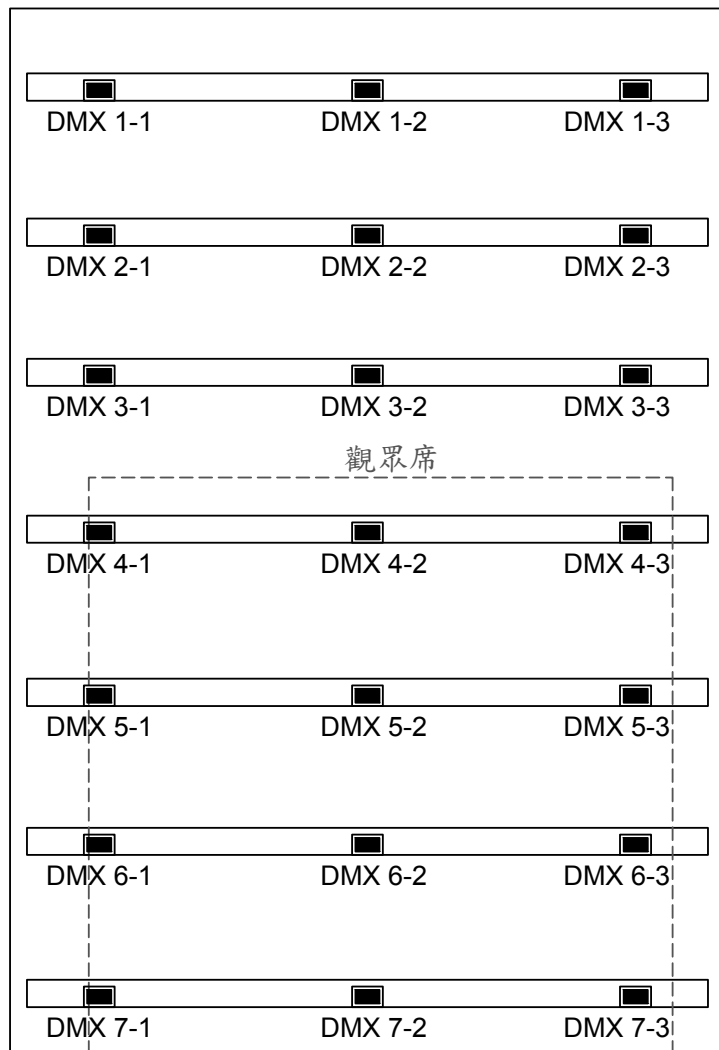 DMX 1-1 DMX 1-2 DMX 1-3
DMX 2-1 DMX 2-2 DMX 2-3
DMX 3-1 DMX 3-2 DMX 3-3
觀眾席
DMX 4-1 DMX 4-2 DMX 4-3
DMX 5-1 DMX 5-2 DMX 5-3
DMX 6-1 DMX 6-2 DMX 6-3
DMX 7-1 DMX 7-2 DMX 7-3